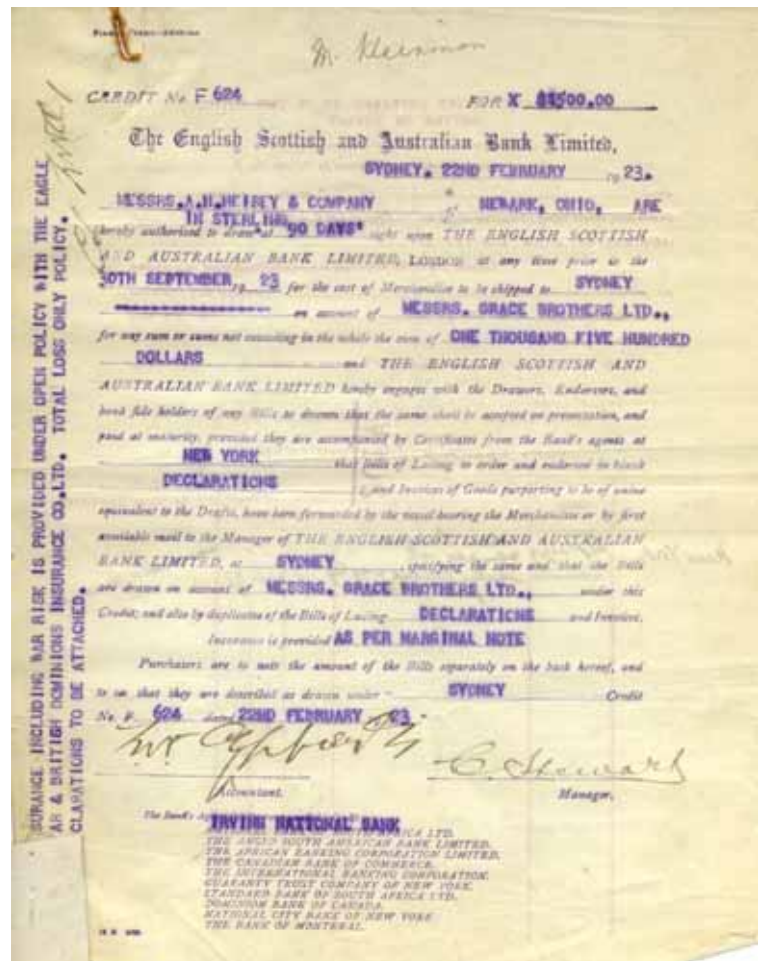 CREDIT No F 624 FOR X $1500.00
The English Scottish and Australian Bank Limited,
SYDNEY. 22ND FEBRUARY 1923.
MESSRS. A.H. HEISEY & COMPANY of NEWARK, OHIO, ARE
IN STERLING
hereby authorised to draw at "90 DAYS" sight upon THE ENGLISH SCOTTISH
AND AUSTRALIAN BANK LIMITED, LONDON at any time prior to the
30TH SEPTEMBER 1923 for the cost of Merchandise to be shipped to SYDNEY
on account of MESSRS. GRACE BROTHERS LTD.,
for any sum or sums not exceeding in the whole the sum of ONE THOUSAND FIVE HUNDRED
DOLLARS and THE ENGLISH SCOTTISH AND
AUSTRALIAN BANK LIMITED hereby engages with the Drawers, Endorsers, and
bona fide holders of any Bills so drawn that the same shall be accepted on presentation, and
paid at maturity, provided they are accompanied by Certificates from the Bank's agents at
NEW YORK that Bills of Lading to order and endorsed in blank
DECLARATIONS and Invoices of Goods purporting to be of value
equivalent to the Drafts, have been forwarded by the vessel bearing the Merchandise or by first
available mail to the Manager of THE ENGLISH SCOTTISH AND AUSTRALIAN
BANK LIMITED, at SYDNEY, specifying the same and that the Bills
are drawn on account of MESSRS. GRACE BROTHERS LTD., under this
Credit; and also by duplicates of the Bills of Lading DECLARATIONS and Invoices.
Insurance is provided AS PER MARGINAL NOTE
Purchasers are to note the amount of the Bills separately on the back hereof, and
to see that they are described as drawn under " SYDNEY Credit
No. F. 624 dated 22ND FEBRUARY 23
C. Stewart
Accountant. Manager.
The Bank's
IRVING NATIONAL BANK
THE ANGLO SOUTH AMERICAN BANK LIMITED.
THE AFRICAN BANKING CORPORATION LIMITED.
THE CANADIAN BANK OF COMMERCE.
THE INTERNATIONAL BANKING CORPORATION.
GUARANTY TRUST COMPANY OF NEW YORK.
STANDARD BANK OF SOUTH AFRICA LTD.
DOMINION BANK OF CANADA.
NATIONAL CITY BANK OF NEW YORK.
THE BANK OF MONTREAL.
SURANCE INCLUDING WAR RISK IS PROVIDED UNDER OPEN POLICY WITH THE EAGLE
AR & BRITISH DOMINIONS INSURANCE CO.LTD. TOTAL LOSS ONLY POLICY.
CLARATIONS TO BE ATTACHED.